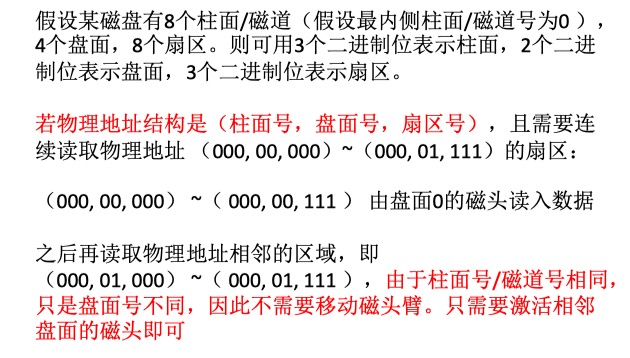 假设某磁盘有8个柱面/磁道（假设最内侧柱面/磁道号为0 ），
4个盘面，8个扇区。则可用3个二进制位表示柱面，2个二进
制位表示盘面，3个二进制位表示扇区。
若物理地址结构是（柱面号，盘面号，扇区号），且需要连
续读取物理地址 （000, 00, 000）~（000, 01, 111）的扇区：
（000, 00, 000） ~（ 000, 00, 111 ） 由盘面0的磁头读入数据
之后再读取物理地址相邻的区域，即
（000, 01, 000） ~（ 000, 01, 111 ），由于柱面号/磁道号相同，
只是盘面号不同，因此不需要移动磁头臂。只需要激活相邻
盘面的磁头即可